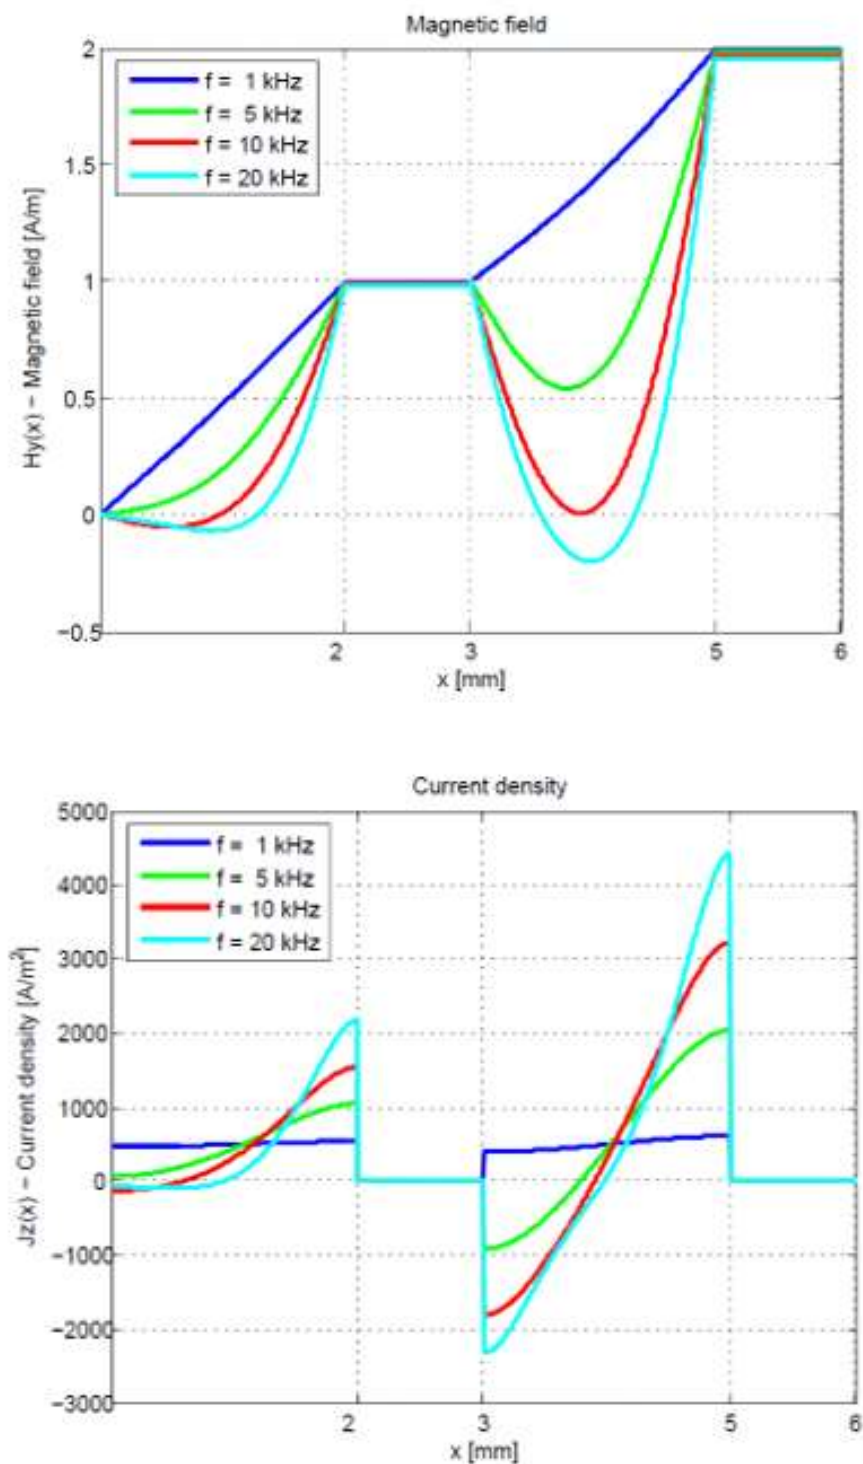 Magnetic field
f = 1 kHz
f = 5 kHz
f = 10 kHz
f = 20 kHz
Hy(x) − Magnetic field [A/m]
2
1.5
1
0.5
0
−0.5
2 3 5 6
x [mm]
Current density
f = 1 kHz
f = 5 kHz
f = 10 kHz
f = 20 kHz
Jz(x) − Current density [A/m²]
5000
4000
3000
2000
1000
0
−1000
−2000
−3000
2 3 5 6
x [mm]